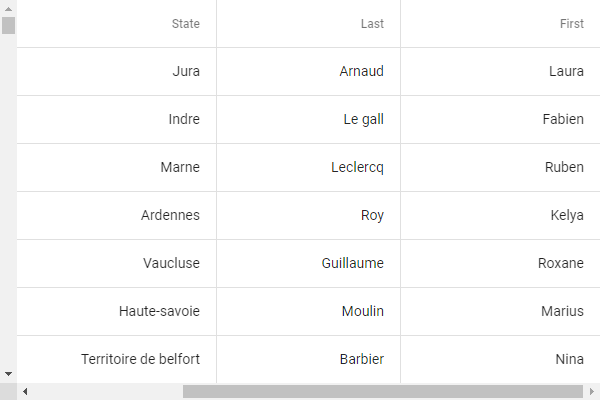 State Last First
Jura Arnaud Laura
Indre Le gall Fabien
Marne Leclercq Ruben
Ardennes Roy Kelya
Vaucluse Guillaume Roxane
Haute-savoie Moulin Marius
Territoire de belfort Barbier Nina